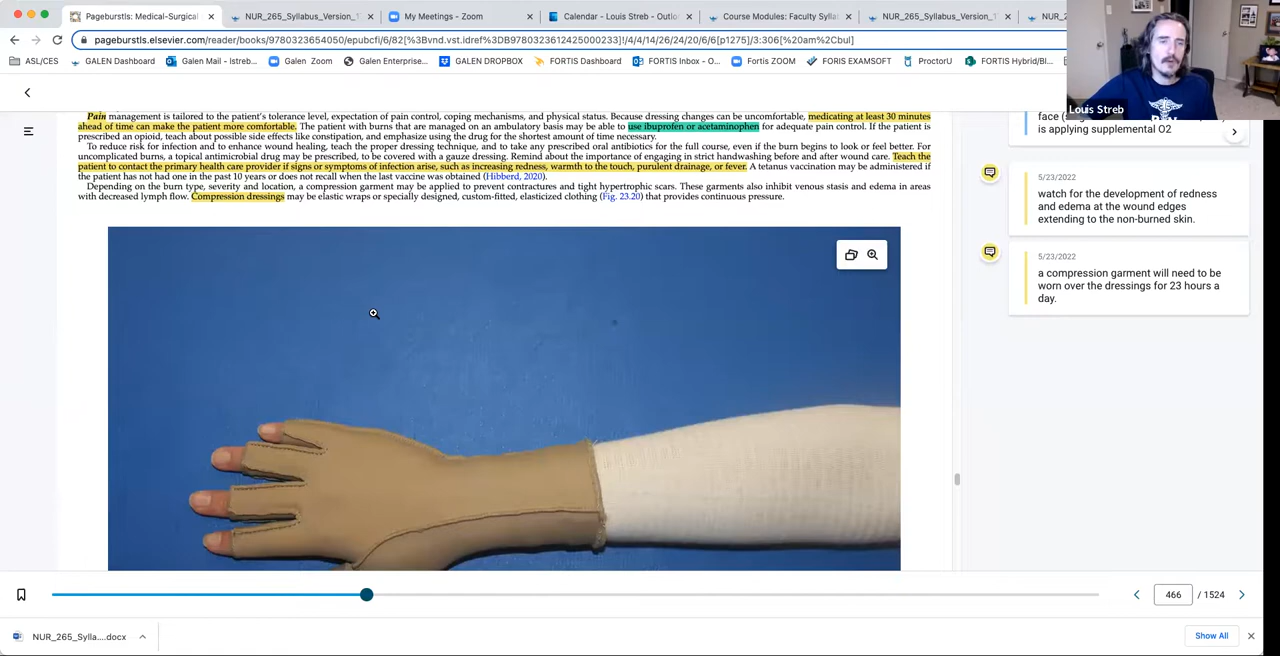 Pageburstls: Medical-Surgical
NUR_265_Syllabus_Version_1
My Meetings - Zoom
Calendar - Louis Streb - Outlo
Course Modules: Faculty Sylla
NUR_265_Syllabus_Version_1
NUR_2
pageburstls.elsevier.com/reader/books/9780323654050/epubcfi/6/82[%3Bvnd.vst.idref%3DB9780323612425000233]!/4/4/14/26/24/20/6/6[p1275]/3:306[%20am%2Cbul]
ASL/CES
GALEN Dashboard
Galen Mail - lstreb...
Galen Zoom
Galen Enterprise...
GALEN DROPBOX
FORTIS Dashboard
FORTIS Inbox - O...
Fortis ZOOM
FORIS EXAMSOFT
ProctorU
FORTIS Hybrid/Bl...
Louis Streb
Pain management is tailored to the patient's tolerance level, expectation of pain control, coping mechanisms, and physical status. Because dressing changes can be uncomfortable, medicating at least 30 minutes
ahead of time can make the patient more comfortable. The patient with burns that are managed on an ambulatory basis may be able to use ibuprofen or acetaminophen for adequate pain control. If the patient is
prescribed an opioid, teach about possible side effects like constipation, and emphasize using the drug for the shortest amount of time necessary.
To reduce risk for infection and to enhance wound healing, teach the proper dressing technique, and to take any prescribed oral antibiotics for the full course, even if the burn begins to look or feel better. For
uncomplicated burns, a topical antimicrobial drug may be prescribed, to be covered with a gauze dressing. Remind about the importance of engaging in strict handwashing before and after wound care. Teach the
patient to contact the primary health care provider if signs or symptoms of infection arise, such as increasing redness, warmth to the touch, purulent drainage, or fever. A tetanus vaccination may be administered if
the patient has not had one in the past 10 years or does not recall when the last vaccine was obtained (Hibberd, 2020).
Depending on the burn type, severity and location, a compression garment may be applied to prevent contractures and tight hypertrophic scars. These garments also inhibit venous stasis and edema in areas
with decreased lymph flow. Compression dressings may be elastic wraps or specially designed, custom-fitted, elasticized clothing (Fig. 23.20) that provides continuous pressure.
is applying supplemental O2
5/23/2022
watch for the development of redness
and edema at the wound edges
extending to the non-burned skin.
5/23/2022
a compression garment will need to be
worn over the dressings for 23 hours a
day.
466 / 1524
NUR_265_Sylla....docx
Show All